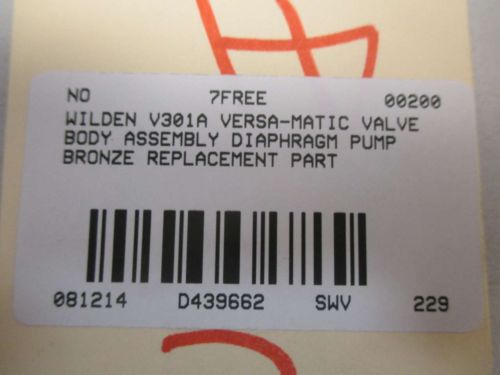 NO 7FREE 00200
WILDEN V301A VERSA-MATIC VALVE
BODY ASSEMBLY DIAPHRAGM PUMP
BRONZE REPLACEMENT PART
081214 D439662 SWV 229